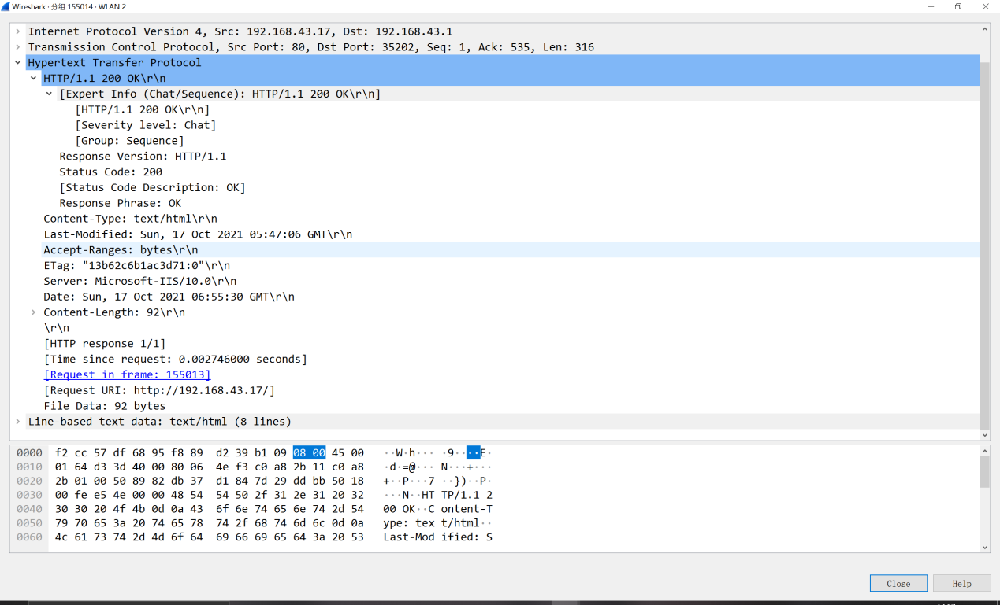 Wireshark · 分组 155014 · WLAN 2
Internet Protocol Version 4, Src: 192.168.43.17, Dst: 192.168.43.1
Transmission Control Protocol, Src Port: 80, Dst Port: 35202, Seq: 1, Ack: 535, Len: 316
Hypertext Transfer Protocol
HTTP/1.1 200 OK\r\n
[Expert Info (Chat/Sequence): HTTP/1.1 200 OK\r\n]
[HTTP/1.1 200 OK\r\n]
[Severity level: Chat]
[Group: Sequence]
Response Version: HTTP/1.1
Status Code: 200
[Status Code Description: OK]
Response Phrase: OK
Content-Type: text/html\r\n
Last-Modified: Sun, 17 Oct 2021 05:47:06 GMT\r\n
Accept-Ranges: bytes\r\n
ETag: "13b62c6b1ac3d71:0"\r\n
Server: Microsoft-IIS/10.0\r\n
Date: Sun, 17 Oct 2021 06:55:30 GMT\r\n
Content-Length: 92\r\n
\r\n
[HTTP response 1/1]
[Time since request: 0.002746000 seconds]
[Request in frame: 155013]
[Request URI: http://192.168.43.17/]
File Data: 92 bytes
Line-based text data: text/html (8 lines)
0000 f2 cc 57 df 68 95 f8 89 d2 39 b1 09 08 00 45 00 ··W·h··· ·9····E·
0010 01 64 d3 3d 40 00 80 06 4e f3 c0 a8 2b 11 c0 a8 ·d·=@··· N···+···
0020 2b 01 00 50 89 82 db 37 d1 84 7d 29 dd bb 50 18 +··P···7 ··})··P·
0030 00 fe e5 4e 00 00 48 54 54 50 2f 31 2e 31 20 32 ···N··HT TP/1.1 2
0040 30 30 20 4f 4b 0d 0a 43 6f 6e 74 65 6e 74 2d 54 00 OK··C ontent-T
0050 79 70 65 3a 20 74 65 78 74 2f 68 74 6d 6c 0d 0a ype: tex t/html··
0060 4c 61 73 74 2d 4d 6f 64 69 66 69 65 64 3a 20 53 Last-Mod ified: S
Close Help